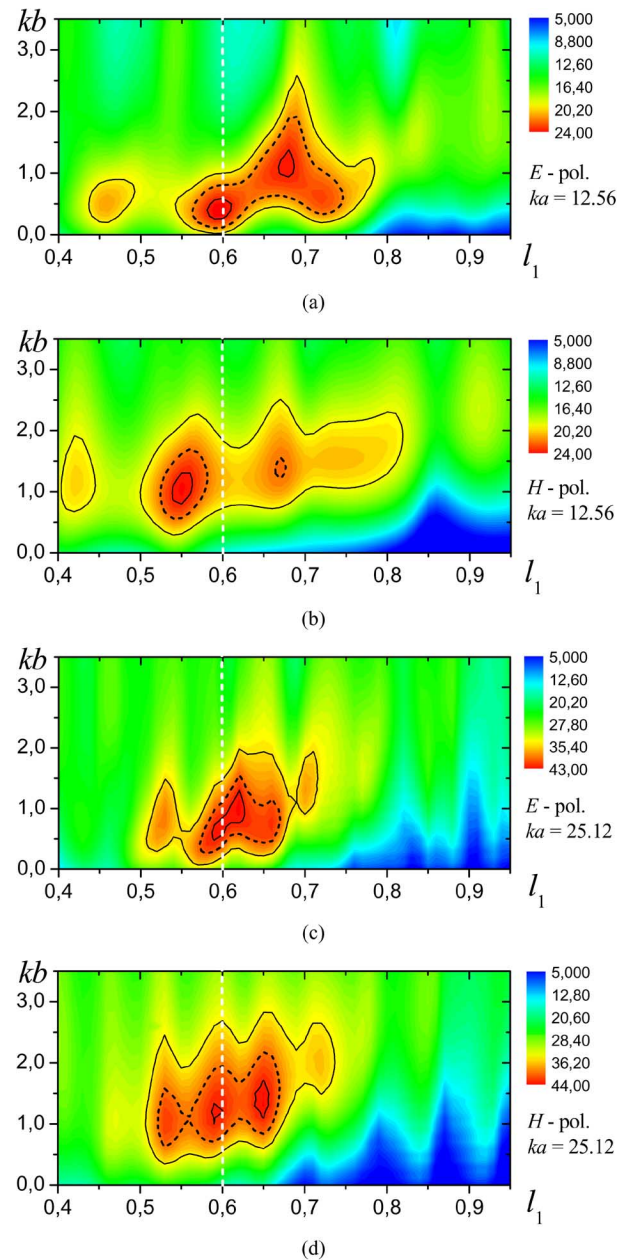 kb
3,0
2,0
1,0
0,0
0,4 0,5 0,6 0,7 0,8 0,9
l1
5,000
8,800
12,60
16,40
20,20
24,00
E - pol.
ka = 12.56
(a)
kb
3,0
2,0
1,0
0,0
0,4 0,5 0,6 0,7 0,8 0,9
l1
5,000
8,800
12,60
16,40
20,20
24,00
H - pol.
ka = 12.56
(b)
kb
3,0
2,0
1,0
0,0
0,4 0,5 0,6 0,7 0,8 0,9
l1
5,000
12,60
20,20
27,80
35,40
43,00
E - pol.
ka = 25.12
(c)
kb
3,0
2,0
1,0
0,0
0,4 0,5 0,6 0,7 0,8 0,9
l1
5,000
12,80
20,60
28,40
36,20
44,00
H - pol.
ka = 25.12
(d)